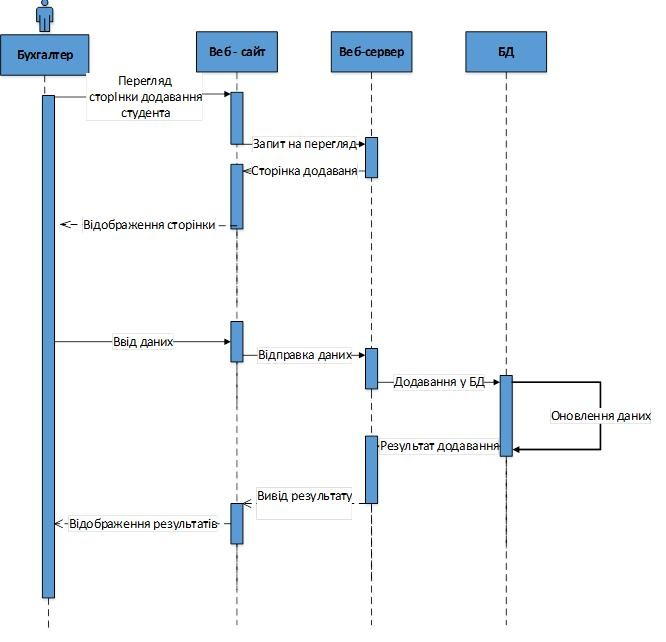 Бухгалтер
Веб - сайт
Веб-сервер
БД
Перегляд
сторінки додавання
студента
Запит на перегляд
Сторінка додаваня
Відображення сторінки
Ввід даних
Відправка даних
Додавання у БД
Оновлення даних
Результат додавання
Вивід результату
Відображення результатів